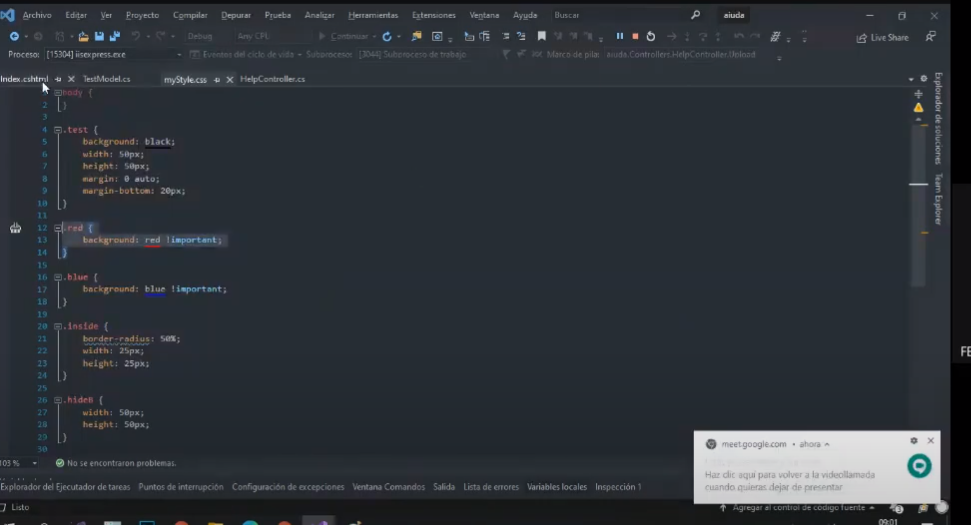 Archivo Editar Ver Proyecto Compilar Depurar Prueba Analizar Herramientas Extensiones Ventana Ayuda Buscar aiuda
Debug Any CPU Continuar Live Share
Proceso: [15304] iisexpress.exe Eventos del ciclo de vida Subproceso: [3044] Subproceso de trabajo Marco de pila: aiuda.Controllers.HelpController.Upload
Index.cshtml TestModel.cs myStyle.css HelpController.cs
1 body {
2 }
3
4 .test {
5 background: black;
6 width: 50px;
7 height: 50px;
8 margin: 0 auto;
9 margin-bottom: 20px;
10 }
11
12 .red {
13 background: red !important;
14 }
15
16 .blue {
17 background: blue !important;
18 }
19
20 .inside {
21 border-radius: 50%;
22 width: 25px;
23 height: 25px;
24 }
25
26
27 width: 50px;
28 height: 50px;
29 }
30
Explorador de soluciones
Team Explorer
FE
meet.google.com • ahora
Haz clic aquí para volver a la videollamada
cuando quieras dejar de presentar
103 % No se encontraron problemas.
Explorador del Ejecutador de tareas Puntos de interrupción Configuración de excepciones Ventana Comandos Salida Lista de errores Variables locales Inspección 1
Listo Agregar al control de código fuente 3
09:01